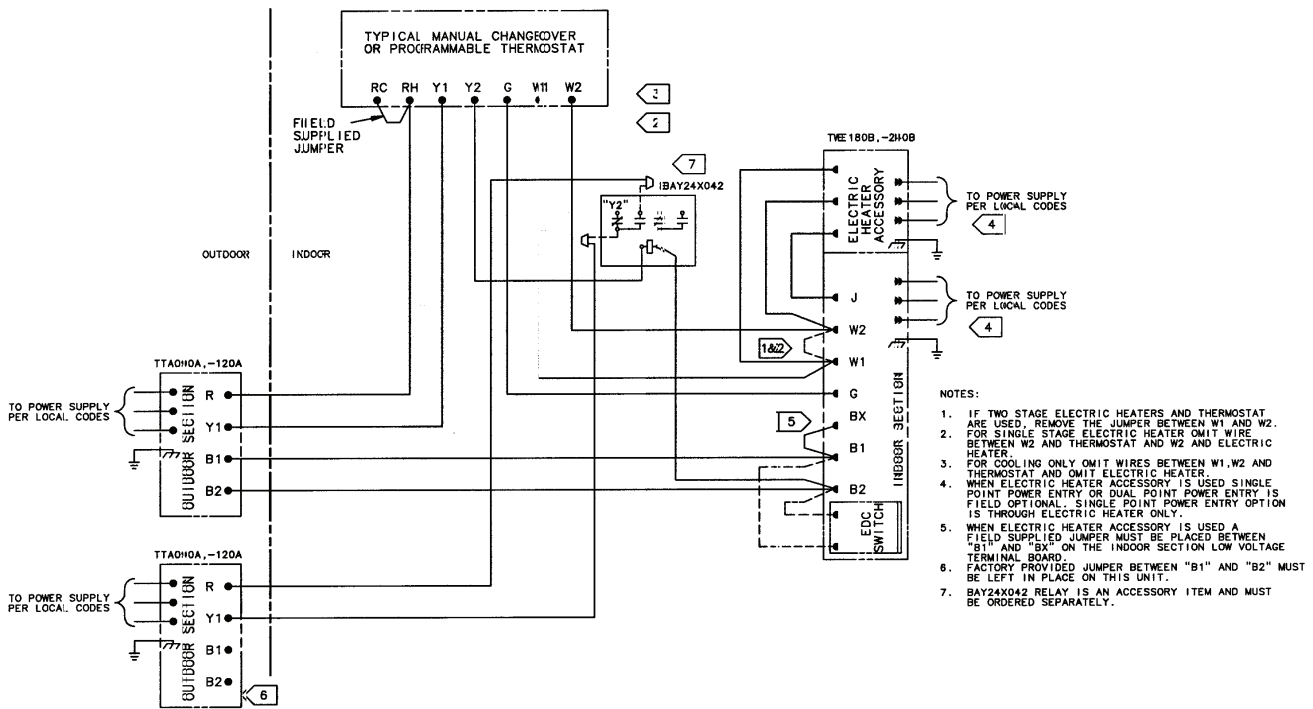 TYPICAL MANUAL CHANGEOVER
OR PROGRAMMABLE THERMOSTAT
RC RH Y1 Y2 G W1 W2
3
2
FIELD
SUPPLIED
JUMPER
7
BAY24X042
"Y2"
OUTDOOR
INDOOR
TWE180B,-240B
ELECTRIC
HEATER
ACCESSORY
TO POWER SUPPLY
PER LOCAL CODES
4
TO POWER SUPPLY
PER LOCAL CODES
4
J
W2
1&2
W1
G
BX
5
B1
B2
INDOOR SECTION
EDC
SWITCH
TTA090A,-120A
TO POWER SUPPLY
PER LOCAL CODES
OUTDOOR SECTION
R
Y1
B1
B2
TTA090A,-120A
TO POWER SUPPLY
PER LOCAL CODES
OUTDOOR SECTION
R
Y1
B1
B2
6
NOTES:
1. IF TWO STAGE ELECTRIC HEATERS AND THERMOSTAT
ARE USED, REMOVE THE JUMPER BETWEEN W1 AND W2.
2. FOR SINGLE STAGE ELECTRIC HEATER OMIT WIRE
BETWEEN W2 AND THERMOSTAT AND W2 AND ELECTRIC
HEATER.
3. FOR COOLING ONLY OMIT WIRES BETWEEN W1,W2 AND
THERMOSTAT AND OMIT ELECTRIC HEATER.
4. WHEN ELECTRIC HEATER ACCESSORY IS USED SINGLE
POINT POWER ENTRY OR DUAL POINT POWER ENTRY IS
FIELD OPTIONAL. SINGLE POINT POWER ENTRY OPTION
IS THROUGH ELECTRIC HEATER ONLY.
5. WHEN ELECTRIC HEATER ACCESSORY IS USED A
FIELD SUPPLIED JUMPER MUST BE PLACED BETWEEN
"B1" AND "BX" ON THE INDOOR SECTION LOW VOLTAGE
TERMINAL BOARD.
6. FACTORY PROVIDED JUMPER BETWEEN "B1" AND "B2" MUST
BE LEFT IN PLACE ON THIS UNIT.
7. BAY24X042 RELAY IS AN ACCESSORY ITEM AND MUST
BE ORDERED SEPARATELY.